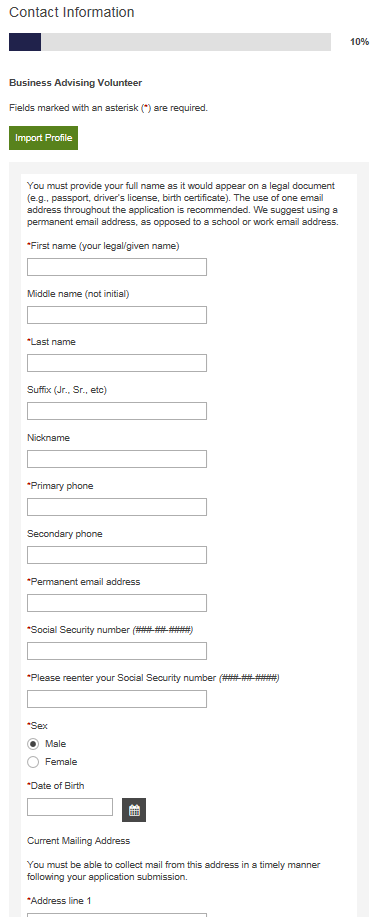 Contact Information
10%
Business Advising Volunteer
Fields marked with an asterisk (*) are required.
Import Profile
You must provide your full name as it would appear on a legal document
(e.g., passport, driver's license, birth certificate). The use of one email
address throughout the application is recommended. We suggest using a
permanent email address, as opposed to a school or work email address.
*First name (your legal/given name)
Middle name (not initial)
*Last name
Suffix (Jr., Sr., etc)
Nickname
*Primary phone
Secondary phone
*Permanent email address
*Social Security number (###-##-####)
*Please reenter your Social Security number (###-##-####)
*Sex
Male
Female
*Date of Birth
Current Mailing Address
You must be able to collect mail from this address in a timely manner
following your application submission.
*Address line 1